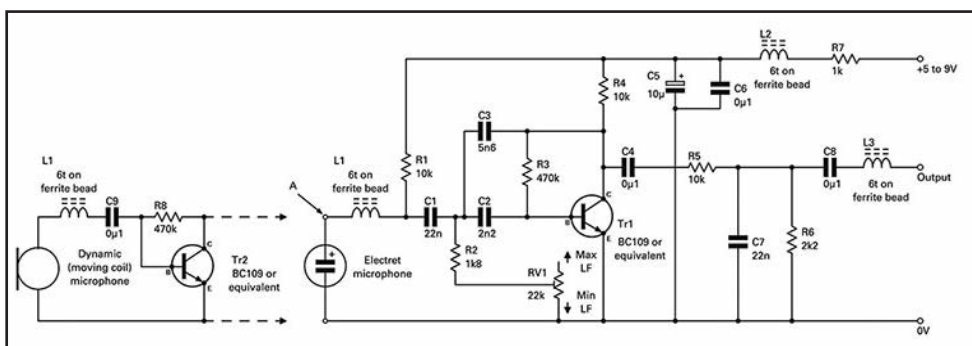 L1
6t on
ferrite bead
C9
0µ1
R8
470k
Dynamic
(moving coil)
microphone
C
B
E
Tr2
BC109 or
equivalent
A
L1
6t on
ferrite bead
Electret
microphone
+
R1
10k
C1
22n
C2
2n2
C3
5n6
R2
1k8
R3
470k
R4
10k
RV1
22k
Max
LF
Min
LF
C
B
E
Tr1
BC109 or
equivalent
C5
10µ
+
C6
0µ1
L2
6t on
ferrite bead
R7
1k
+5 to 9V
C4
0µ1
R5
10k
C7
22n
R6
2k2
C8
0µ1
L3
6t on
ferrite bead
Output
0V